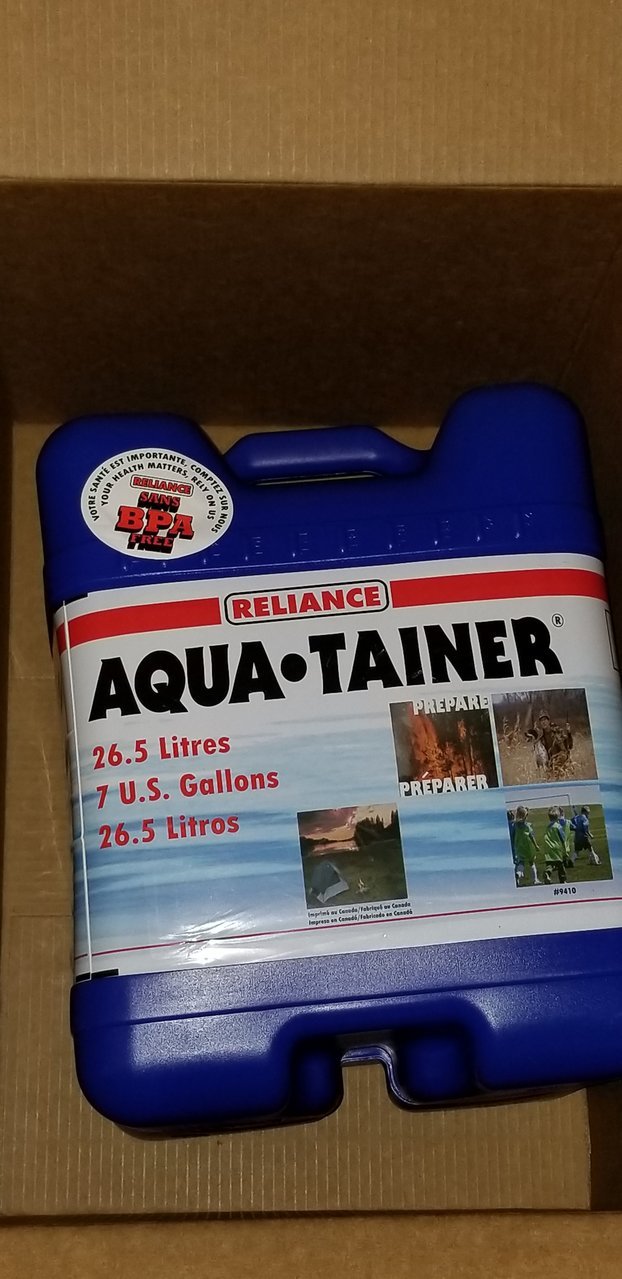 VOTRE SANTÉ EST IMPORTANTE, COMPTEZ SUR NOUS
YOUR HEALTH MATTERS, RELY ON US
RELIANCE
SANS
BPA
FREE
RELIANCE
AQUA•TAINER®
26.5 Litres
7 U.S. Gallons
26.5 Litros
PREPARE
PRÉPARER
#9410
Imprimé au Canada/Fabriqué au Canada
Impreso en Canadá/Fabricado en Canadá